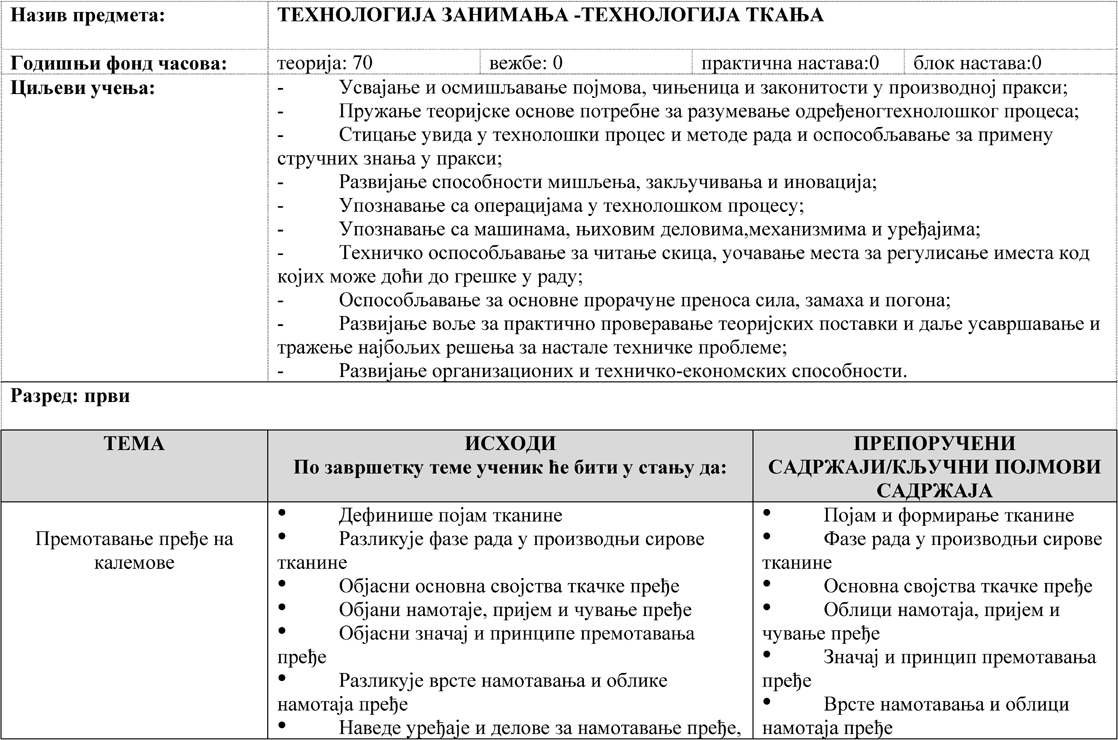 Назив предмета: ТЕХНОЛОГИЈА ЗАНИМАЊА -ТЕХНОЛОГИЈА ТКАЊА
Годишњи фонд часова: теорија: 70 вежбе: 0 практична настава:0 блок настава:0
Циљеви учења:
- Усвајање и осмишљавање појмова, чињеница и законитости у производној пракси;
- Пружање теоријске основе потребне за разумевање одређеногтехнолошког процеса;
- Стицање увида у технолошки процес и методе рада и оспособљавање за примену
стручних знања у пракси;
- Развијање способности мишљења, закључивања и иновација;
- Упознавање са операцијама у технолошком процесу;
- Упознавање са машинама, њиховим деловима,механизмима и уређајима;
- Техничко оспособљавање за читање скица, уочавање места за регулисање иместа код
којих може доћи до грешке у раду;
- Оспособљавање за основне прорачуне преноса сила, замаха и погона;
- Развијање воље за практично проверавање теоријских поставки и даље усавршавање и
тражење најбољих решења за настале техничке проблеме;
- Развијање организационих и техничко-економских способности.
Разред: први
ТЕМА
ИСХОДИ
По завршетку теме ученик ће бити у стању да:
ПРЕПОРУЧЕНИ
САДРЖАЈИ/КЉУЧНИ ПОЈМОВИ
САДРЖАЈА
Премотавање пређе на
калемове
• Дефинише појам тканине
• Разликује фазе рада у производњи сирове
тканине
• Објасни основна својства ткачке пређе
• Објани намотаје, пријем и чување пређе
• Објасни значај и принципе премотавања
пређе
• Разликује врсте намотавања и облике
намотаја пређе
• Наведе уређаје и делове за намотавање пређе,
• Појам и формирање тканине
• Фазе рада у производњи сирове
тканине
• Основна својства ткачке пређе
• Облици намотаја, пријем и
чување пређе
• Значај и принцип премотавања
пређе
• Врсте намотавања и облици
намотаја пређе